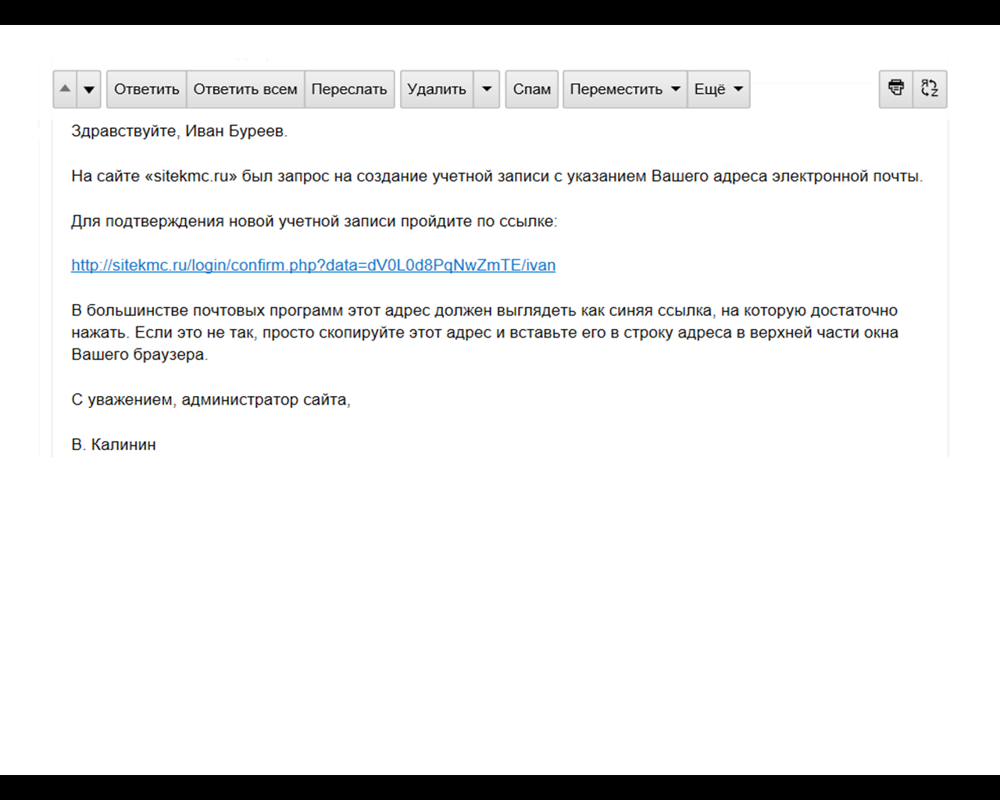 Ответить Ответить всем Переслать Удалить Спам Переместить Ещё
Здравствуйте, Иван Буреев.
На сайте «sitekmc.ru» был запрос на создание учетной записи с указанием Вашего адреса электронной почты.
Для подтверждения новой учетной записи пройдите по ссылке:
http://sitekmc.ru/login/confirm.php?data=dV0L0d8PqNwZmTE/ivan
В большинстве почтовых программ этот адрес должен выглядеть как синяя ссылка, на которую достаточно
нажать. Если это не так, просто скопируйте этот адрес и вставьте его в строку адреса в верхней части окна
Вашего браузера.
С уважением, администратор сайта,
В. Калинин